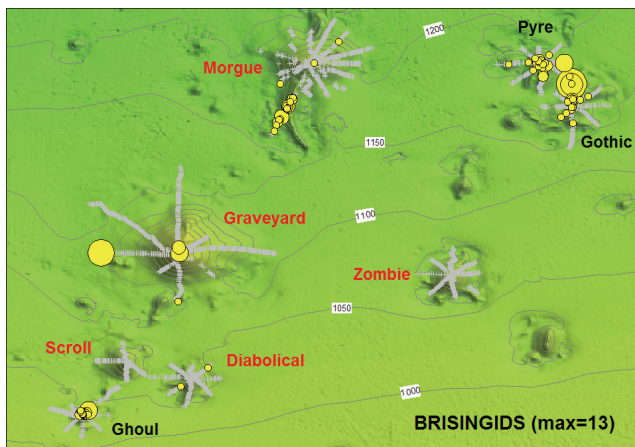 1200
Pyre
Morgue
1150
Gothic
Graveyard
1100
Zombie
1050
Scroll
Diabolical
1000
Ghoul
BRISINGIDS (max=13)